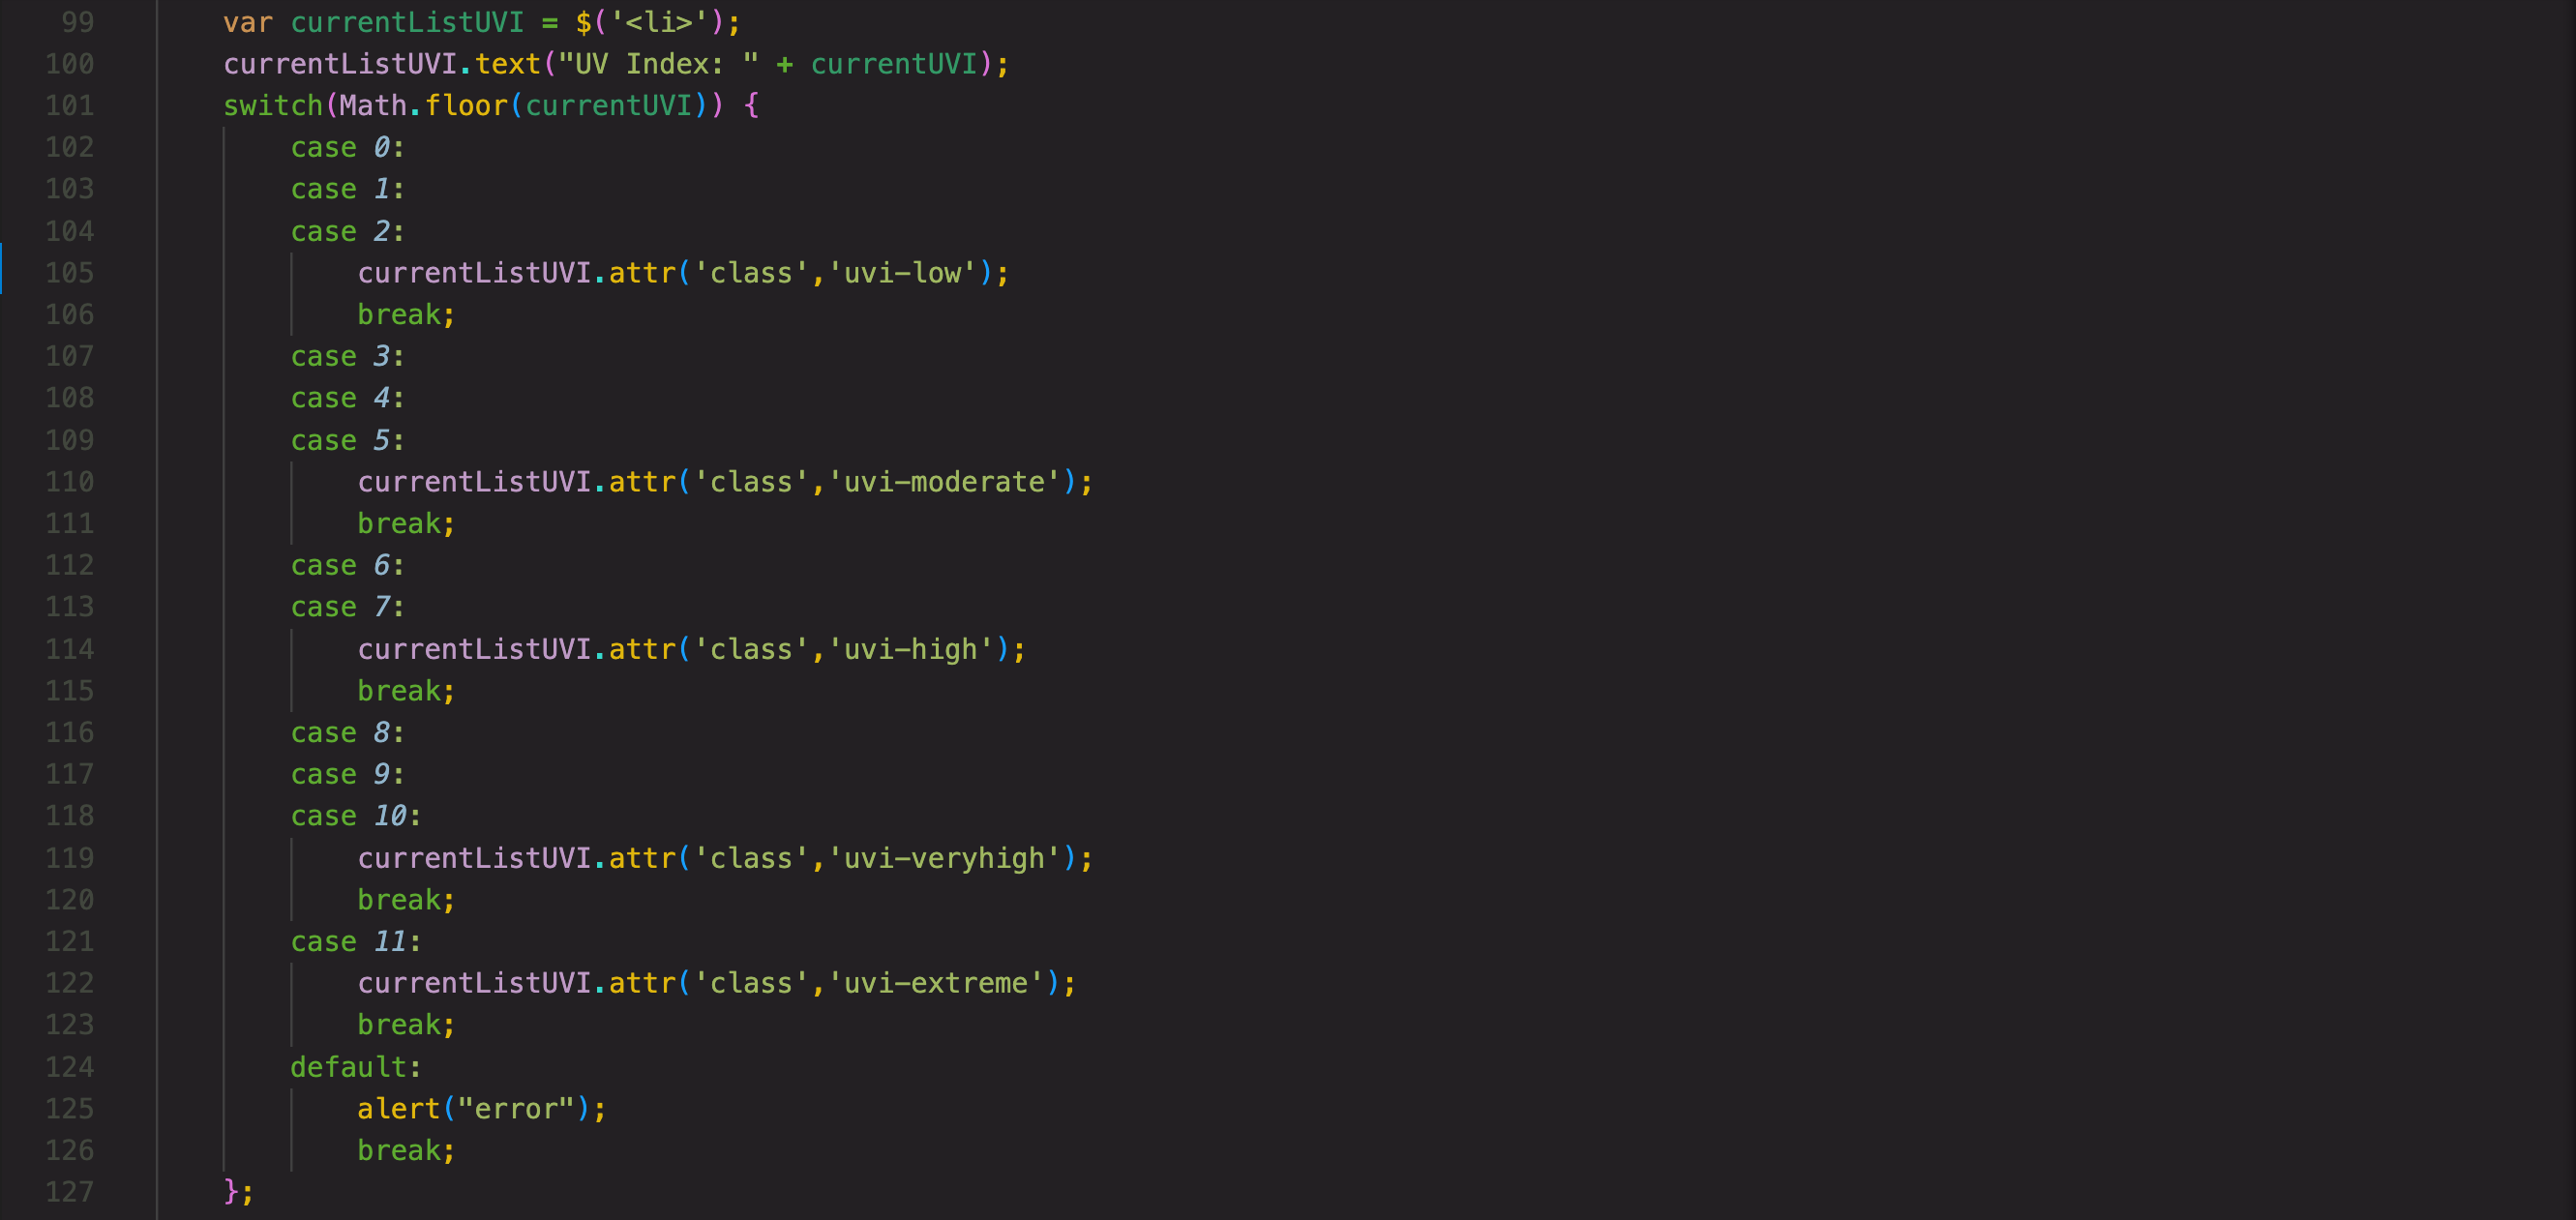 99 var currentListUVI = $('<li>');
100 currentListUVI.text("UV Index: " + currentUVI);
101 switch(Math.floor(currentUVI)) {
102 case 0:
103 case 1:
104 case 2:
105 currentListUVI.attr('class','uvi-low');
106 break;
107 case 3:
108 case 4:
109 case 5:
110 currentListUVI.attr('class','uvi-moderate');
111 break;
112 case 6:
113 case 7:
114 currentListUVI.attr('class','uvi-high');
115 break;
116 case 8:
117 case 9:
118 case 10:
119 currentListUVI.attr('class','uvi-veryhigh');
120 break;
121 case 11:
122 currentListUVI.attr('class','uvi-extreme');
123 break;
124 default:
125 alert("error");
126 break;
127 };